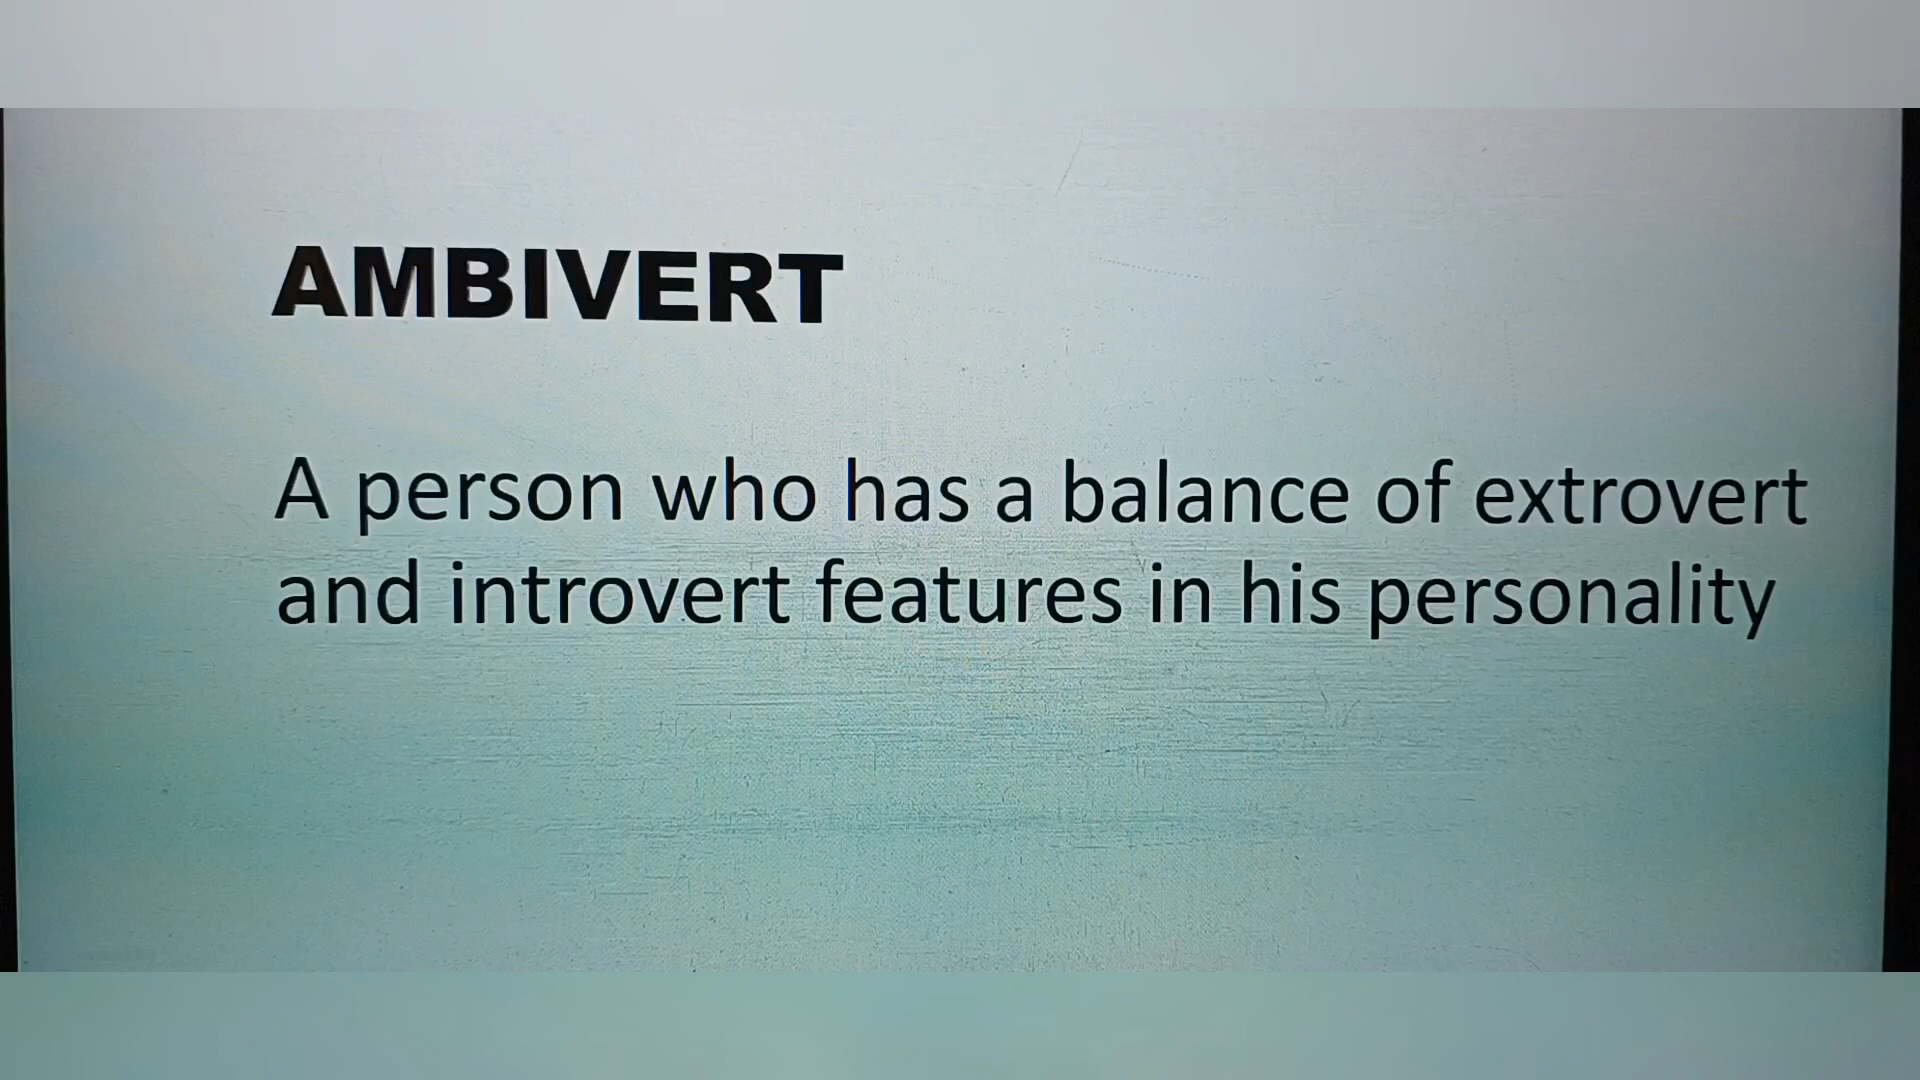 AMBIVERT
A person who has a balance of extrovert
and introvert features in his personality